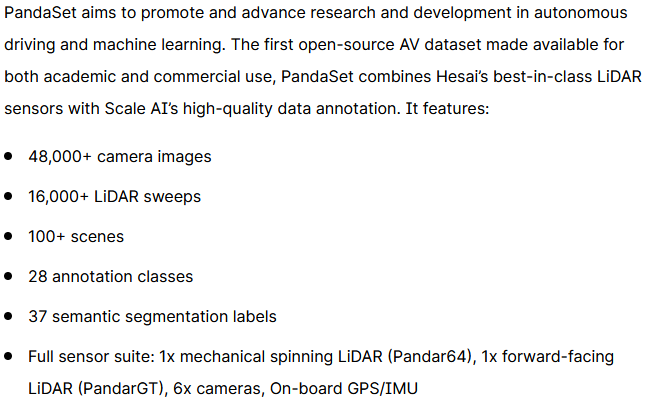 PandaSet aims to promote and advance research and development in autonomous
driving and machine learning. The first open-source AV dataset made available for
both academic and commercial use, PandaSet combines Hesai’s best-in-class LiDAR
sensors with Scale AI’s high-quality data annotation. It features:
• 48,000+ camera images
• 16,000+ LiDAR sweeps
• 100+ scenes
• 28 annotation classes
• 37 semantic segmentation labels
• Full sensor suite: 1x mechanical spinning LiDAR (Pandar64), 1x forward-facing
LiDAR (PandarGT), 6x cameras, On-board GPS/IMU